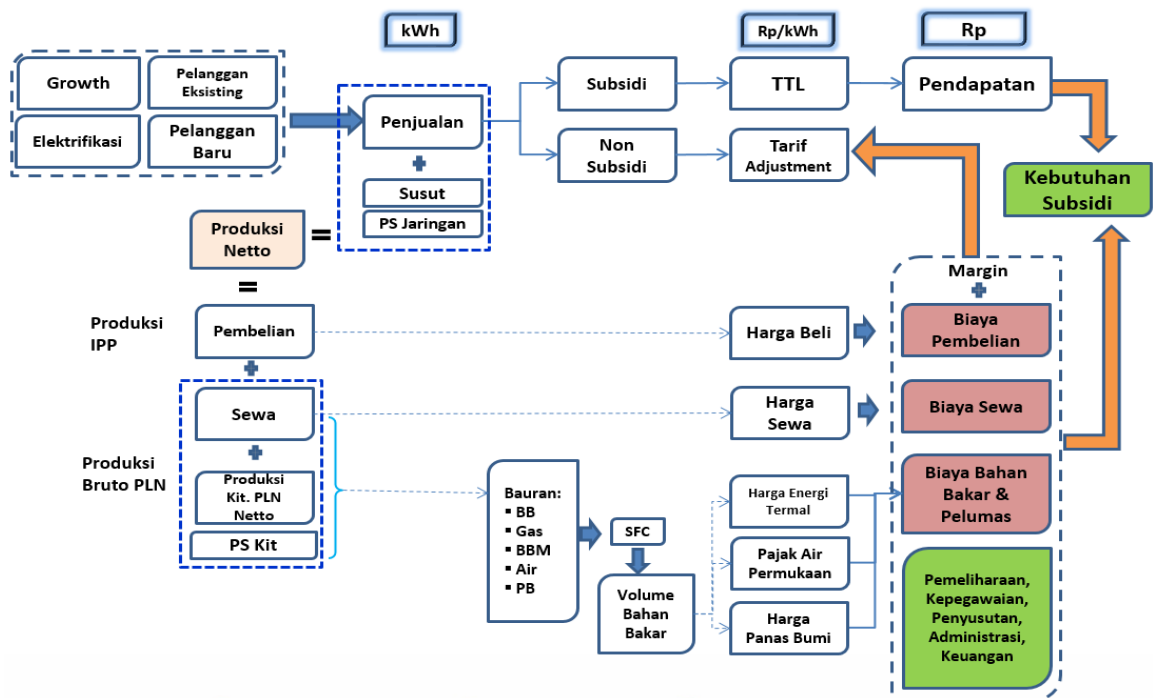 kWh
Rp/kWh
Rp
Growth
Pelanggan
Eksisting
Elektrifikasi
Pelanggan
Baru
Penjualan
+
Susut
PS Jaringan
Subsidi
Non
Subsidi
TTL
Tarif
Adjustment
Pendapatan
Kebutuhan
Subsidi
Produksi
Netto
=
=
Produksi
IPP
Pembelian
+
Harga Beli
Margin
+
Biaya
Pembelian
Produksi
Bruto PLN
Sewa
+
Produksi
Kit. PLN
Netto
PS Kit
Harga
Sewa
Biaya Sewa
Bauran:
▪ BB
▪ Gas
▪ BBM
▪ Air
▪ PB
SFC
Volume
Bahan
Bakar
Harga Energi
Termal
Pajak Air
Permukaan
Harga
Panas Bumi
Biaya Bahan
Bakar &
Pelumas
Pemeliharaan,
Kepegawaian,
Penyusutan,
Administrasi,
Keuangan